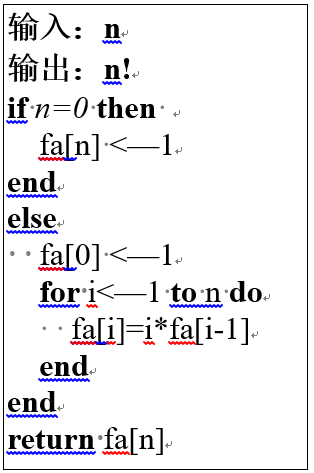 输入：n
输出：n!
if n=0 then
fa[n] <—1
end
else
fa[0] <—1
for i<—1 to n do
fa[i]=i*fa[i-1]
end
end
return fa[n]